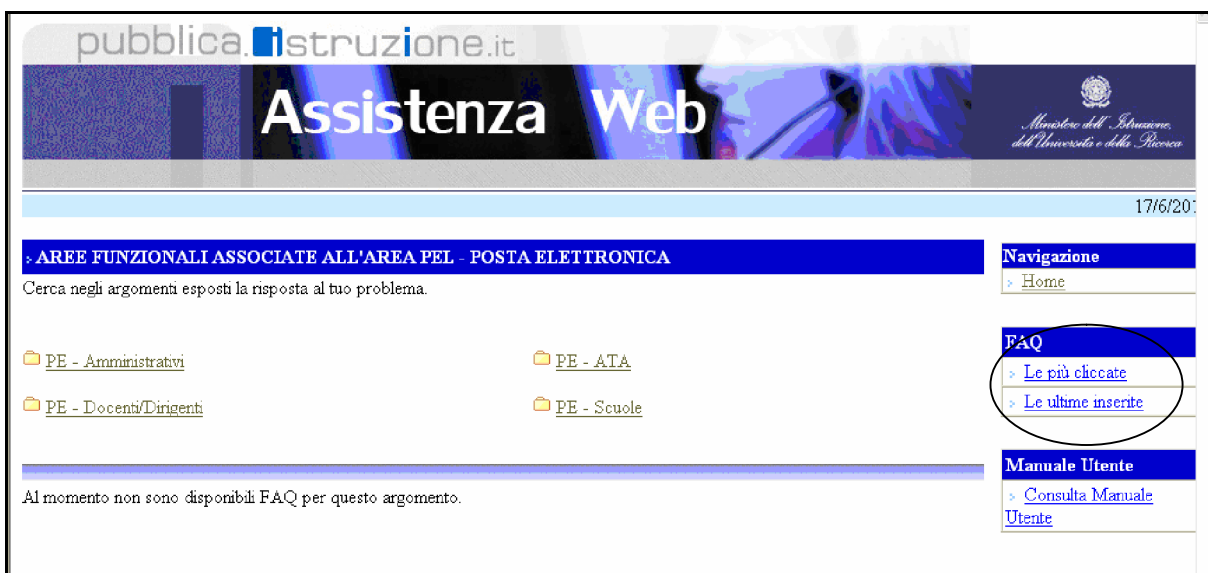 pubblica.istruzione.it
Assistenza Web
Ministero dell'Istruzione,
dell'Università e della Ricerca
17/6/201
AREE FUNZIONALI ASSOCIATE ALL'AREA PEL - POSTA ELETTRONICA
Cerca negli argomenti esposti la risposta al tuo problema.
PE - Amministrativi
PE - ATA
PE - Docenti/Dirigenti
PE - Scuole
Al momento non sono disponibili FAQ per questo argomento.
Navigazione
Home
FAQ
Le più cliccate
Le ultime inserite
Manuale Utente
Consulta Manuale
Utente